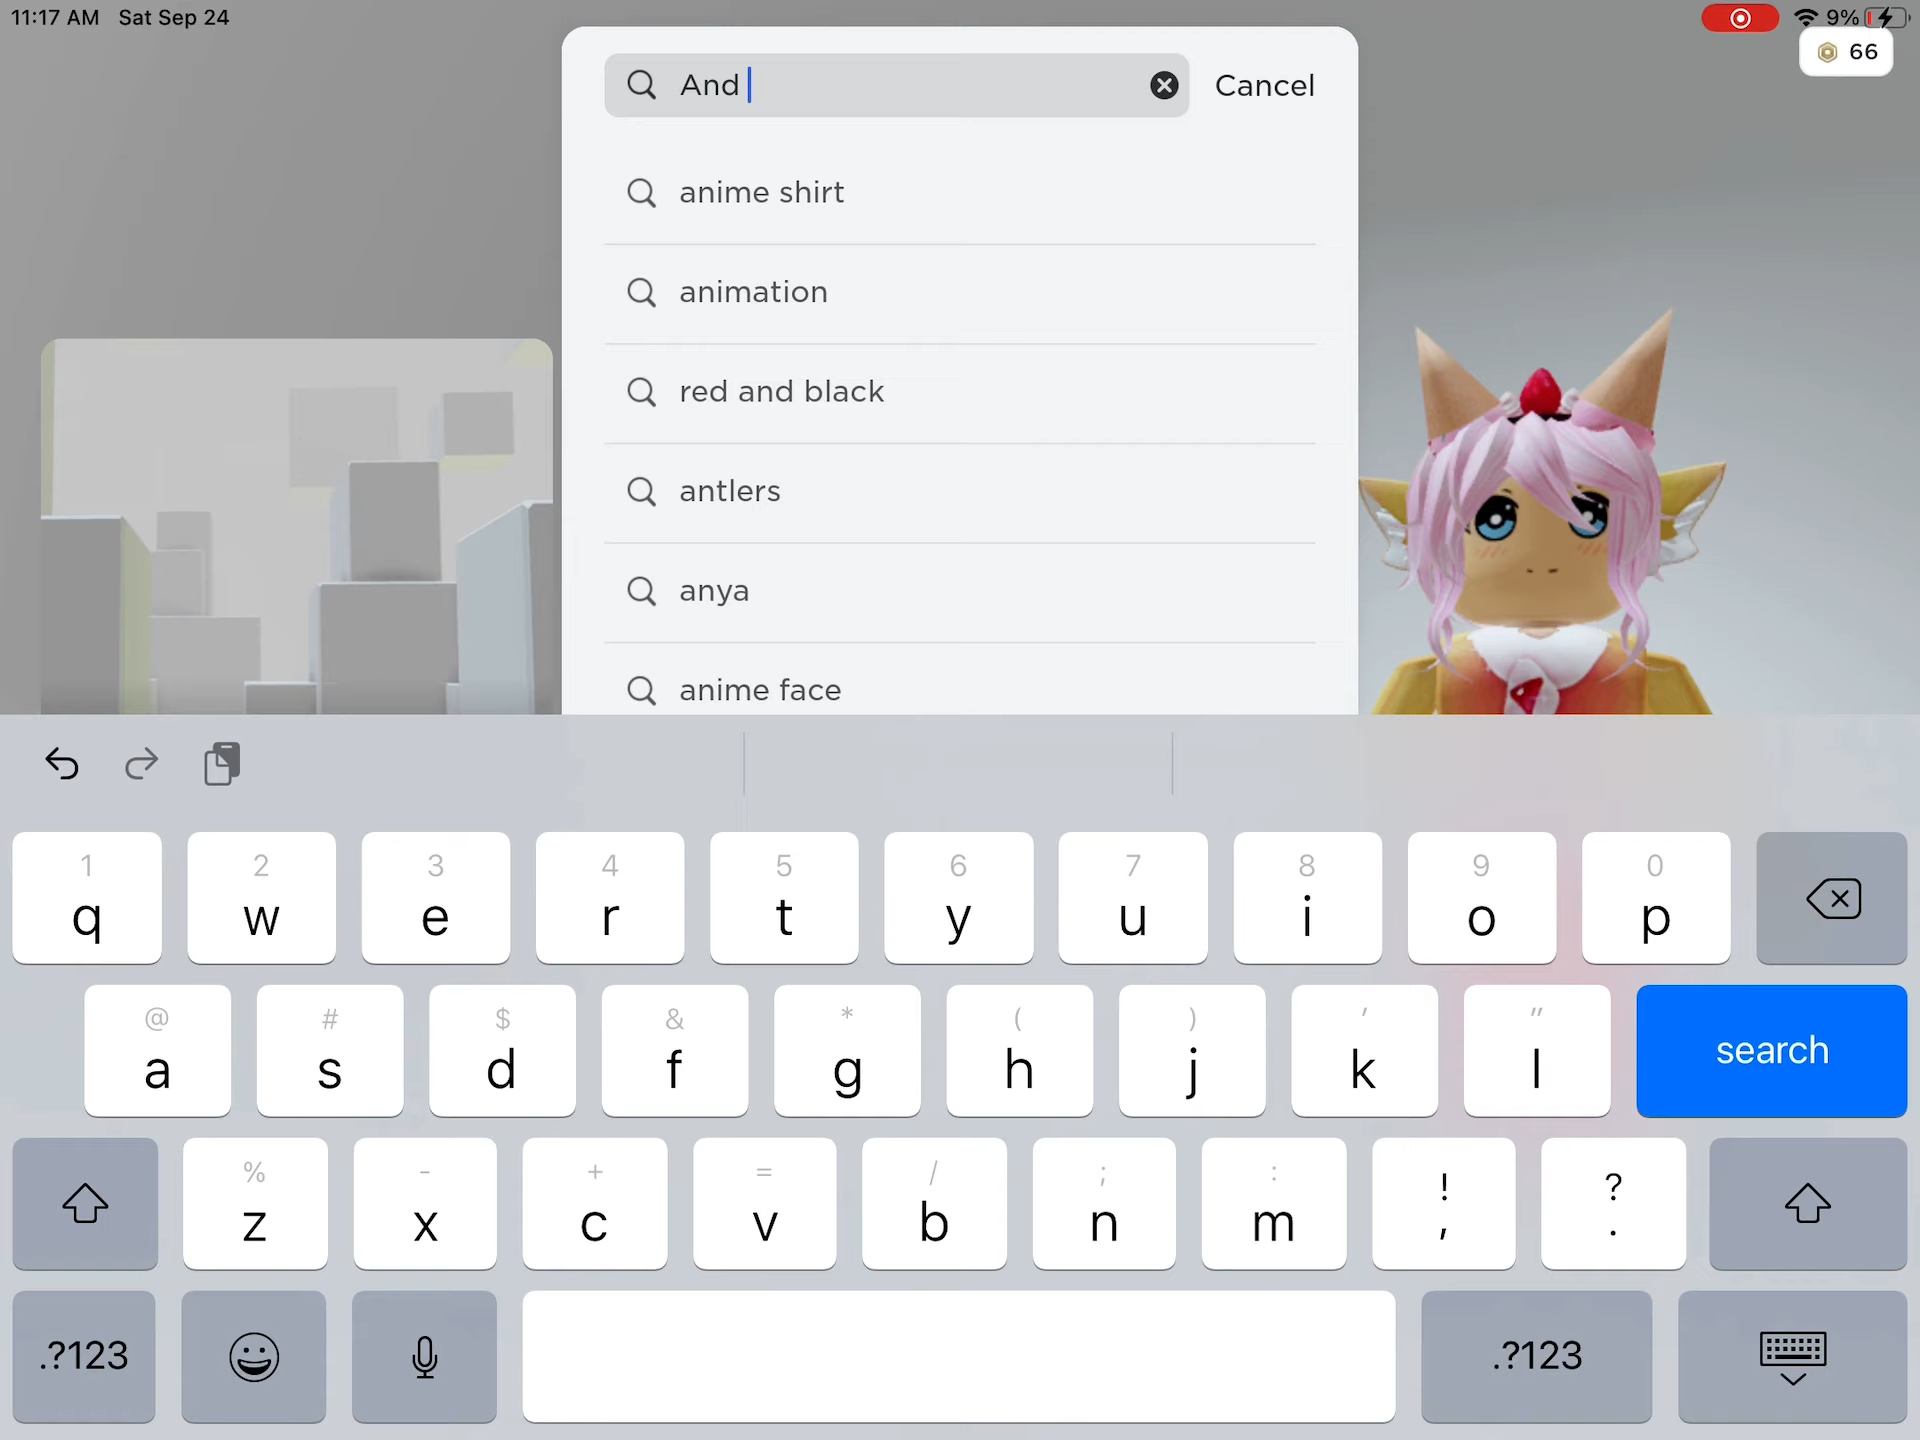 11:17 AM Sat Sep 24
9%
66
And
Cancel
anime shirt
animation
red and black
antlers
anya
anime face
1 2 3 4 5 6 7 8 9 0
q w e r t y u i o p
@ # $ & * ( ) ' "
a s d f g h j k l search
% - + = / ; : ! ?
z x c v b n m , .
.?123 .?123